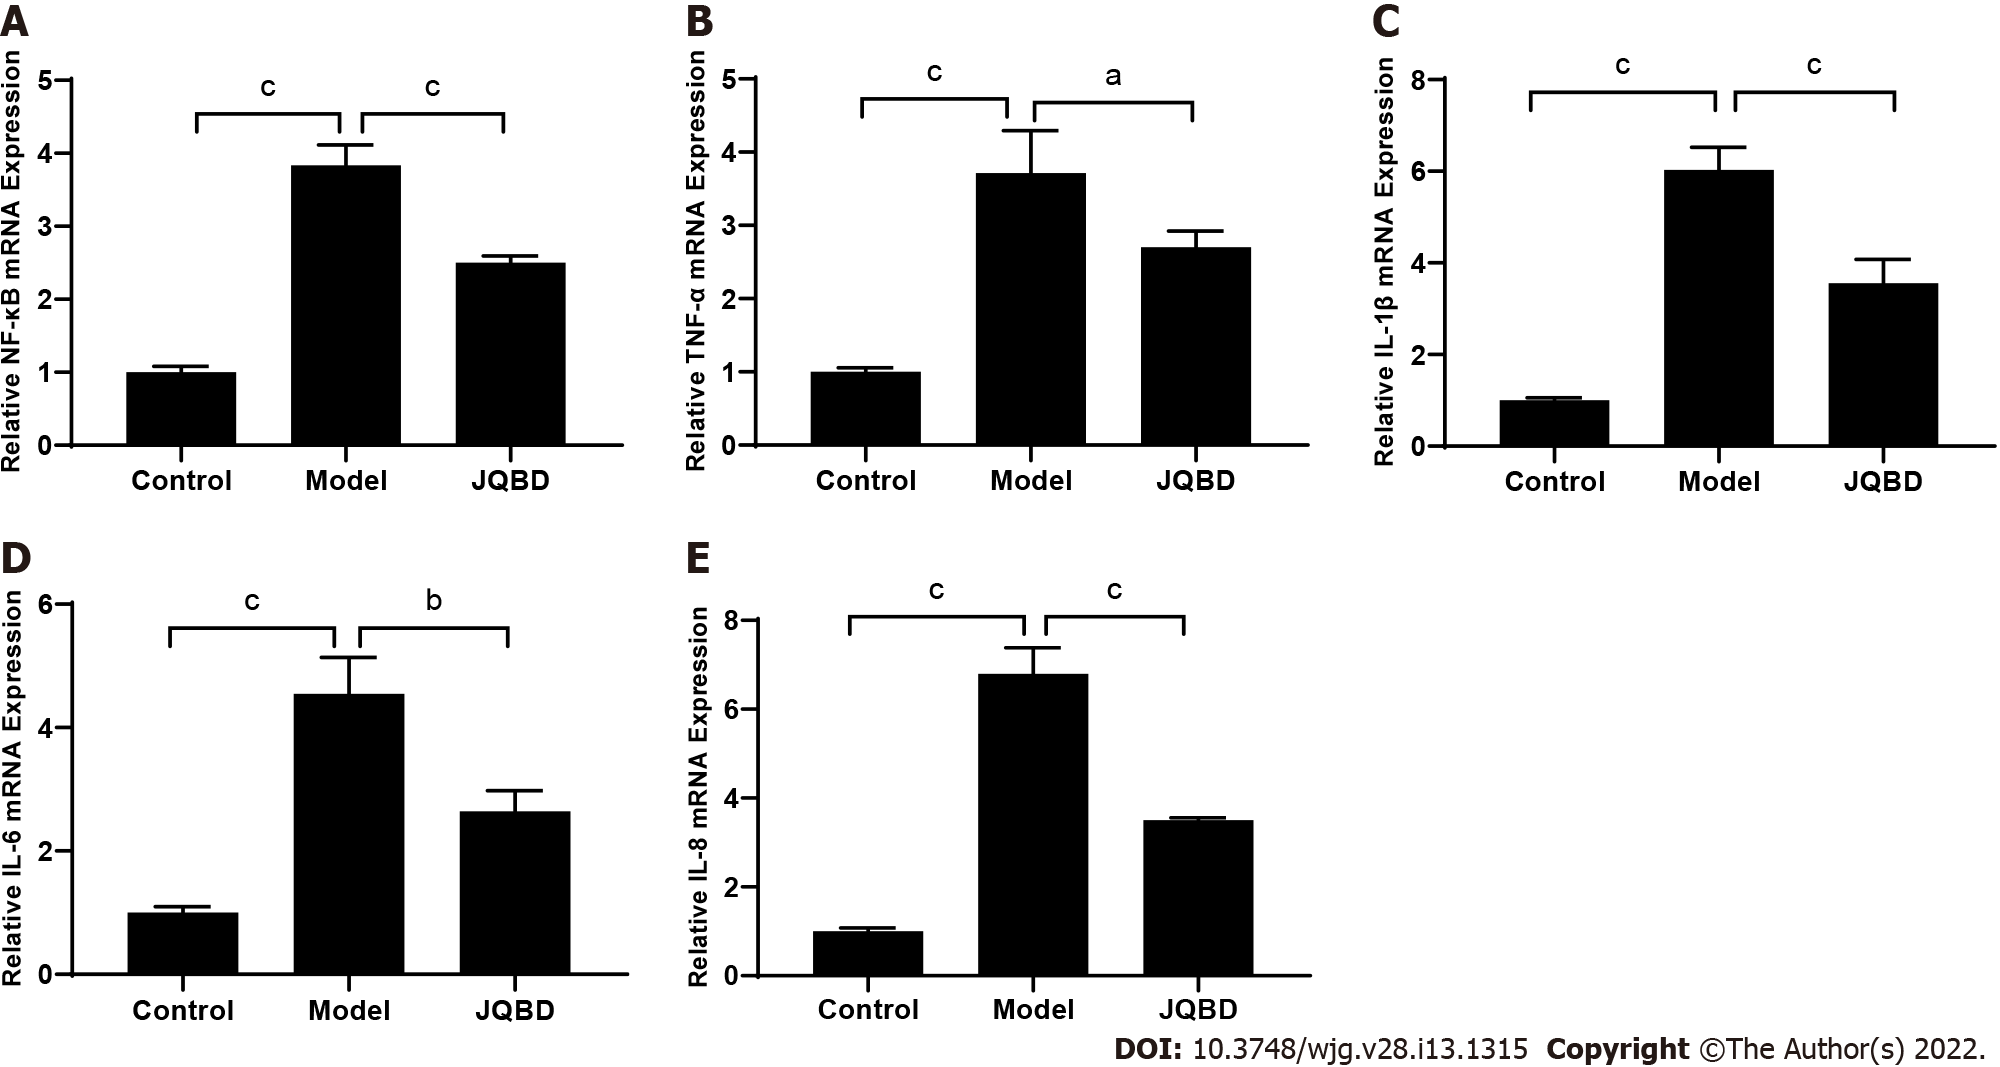 A
Relative NF-κB mRNA Expression
5
4
3
2
1
0
c
c
Control
Model
JQBD
B
Relative TNF-α mRNA Expression
5
4
3
2
1
0
c
a
Control
Model
JQBD
C
Relative IL-1β mRNA Expression
8
6
4
2
0
c
c
Control
Model
JQBD
D
Relative IL-6 mRNA Expression
6
4
2
0
c
b
Control
Model
JQBD
E
Relative IL-8 mRNA Expression
8
6
4
2
0
c
c
Control
Model
JQBD
DOI: 10.3748/wjg.v28.i13.1315 Copyright ©The Author(s) 2022.